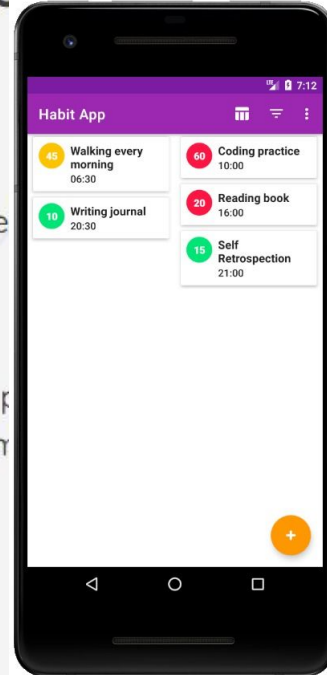 7:12
Habit App
45
Walking every
morning
06:30
10
Writing journal
20:30
60
Coding practice
10:00
20
Reading book
16:00
15
Self
Retrospection
21:00
+